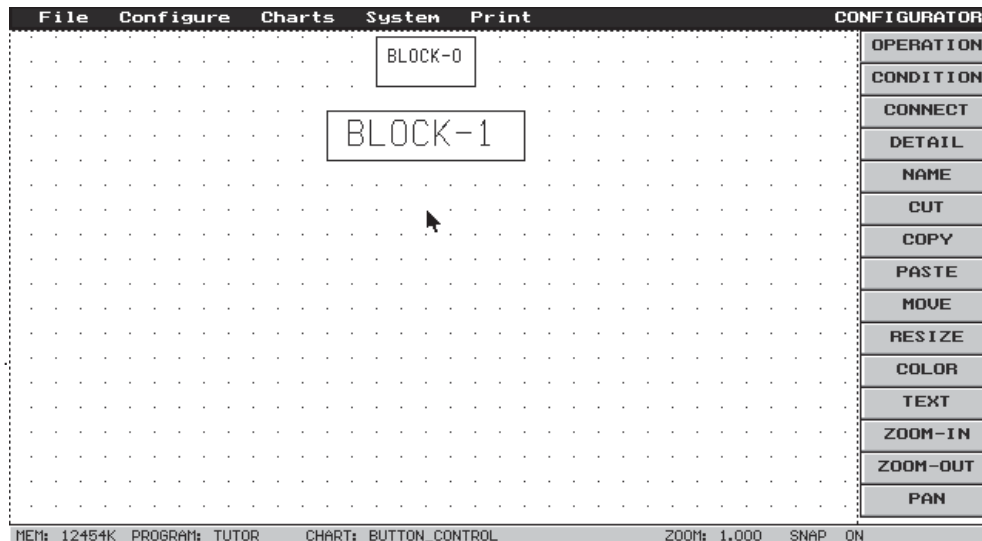 File Configure Charts System Print CONFIGURATOR
BLOCK-0
BLOCK-1
OPERATION
CONDITION
CONNECT
DETAIL
NAME
CUT
COPY
PASTE
MOVE
RESIZE
COLOR
TEXT
ZOOM-IN
ZOOM-OUT
PAN
MEM: 12454K PROGRAM: TUTOR CHART: BUTTON_CONTROL ZOOM: 1.000 SNAP ON